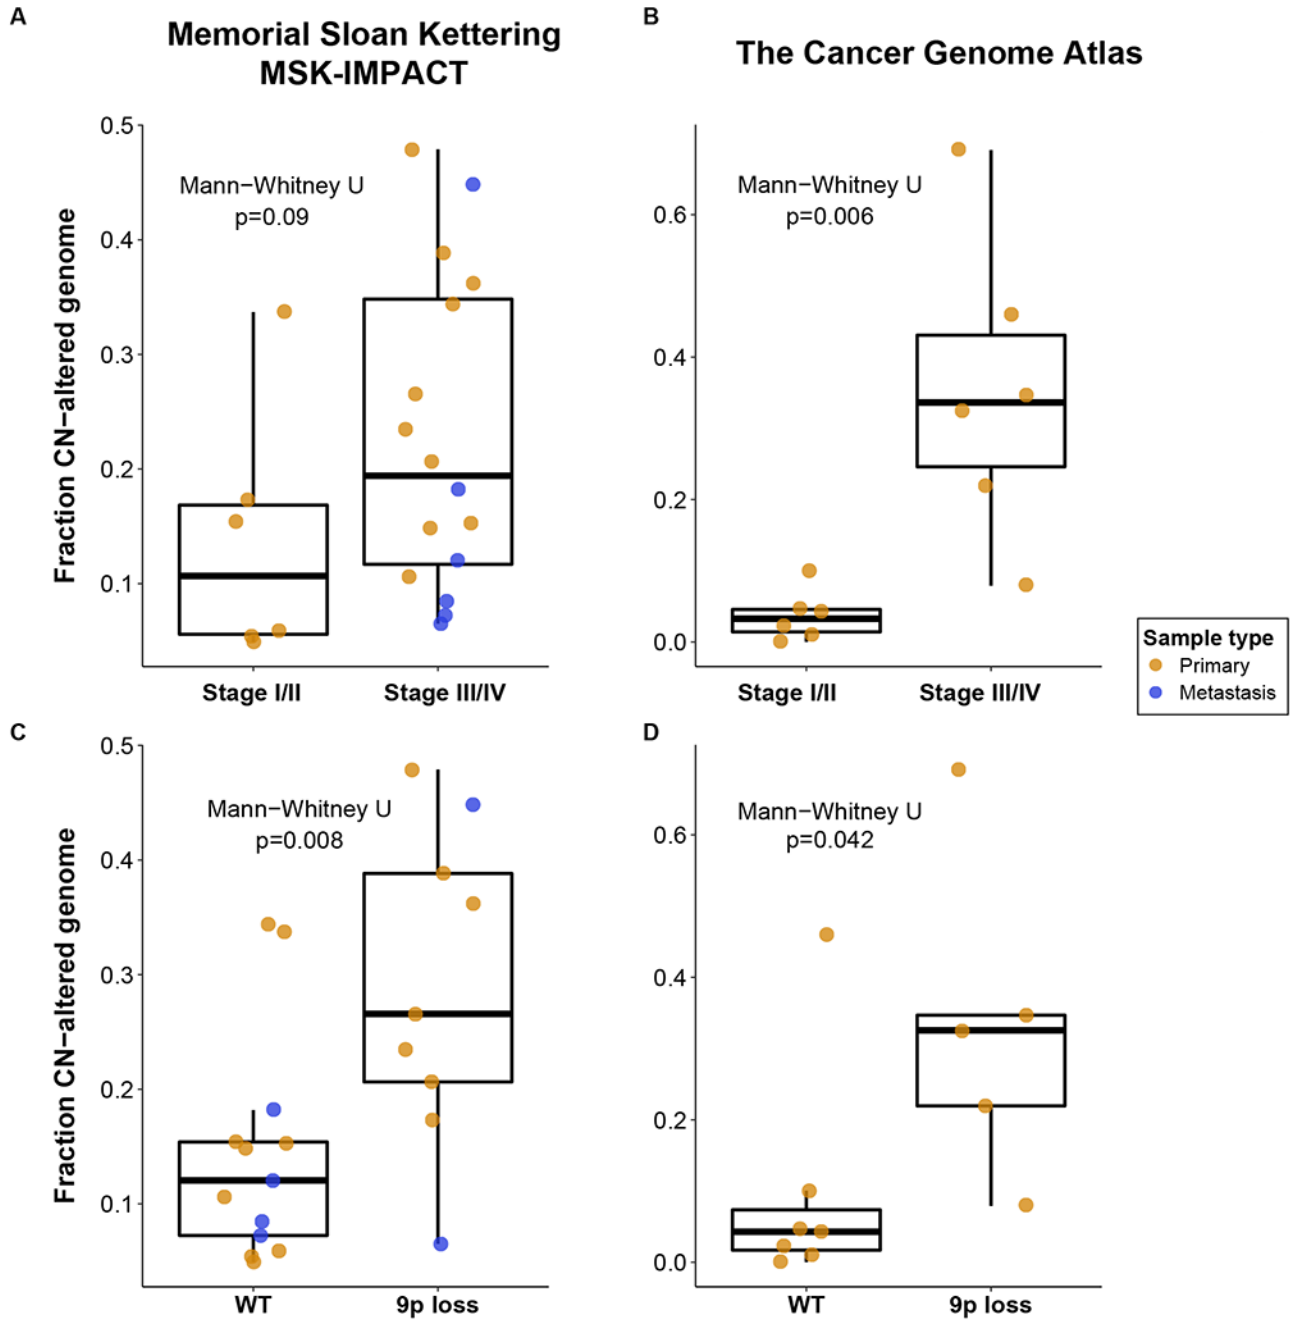 A
Memorial Sloan Kettering
MSK-IMPACT
Fraction CN−altered genome
0.5
0.4
0.3
0.2
0.1
Mann−Whitney U
p=0.09
Stage I/II
Stage III/IV
B
The Cancer Genome Atlas
0.6
0.4
0.2
0.0
Mann−Whitney U
p=0.006
Stage I/II
Stage III/IV
Sample type
Primary
Metastasis
C
Fraction CN−altered genome
0.5
0.4
0.3
0.2
0.1
Mann−Whitney U
p=0.008
WT
9p loss
D
0.6
0.4
0.2
0.0
Mann−Whitney U
p=0.042
WT
9p loss